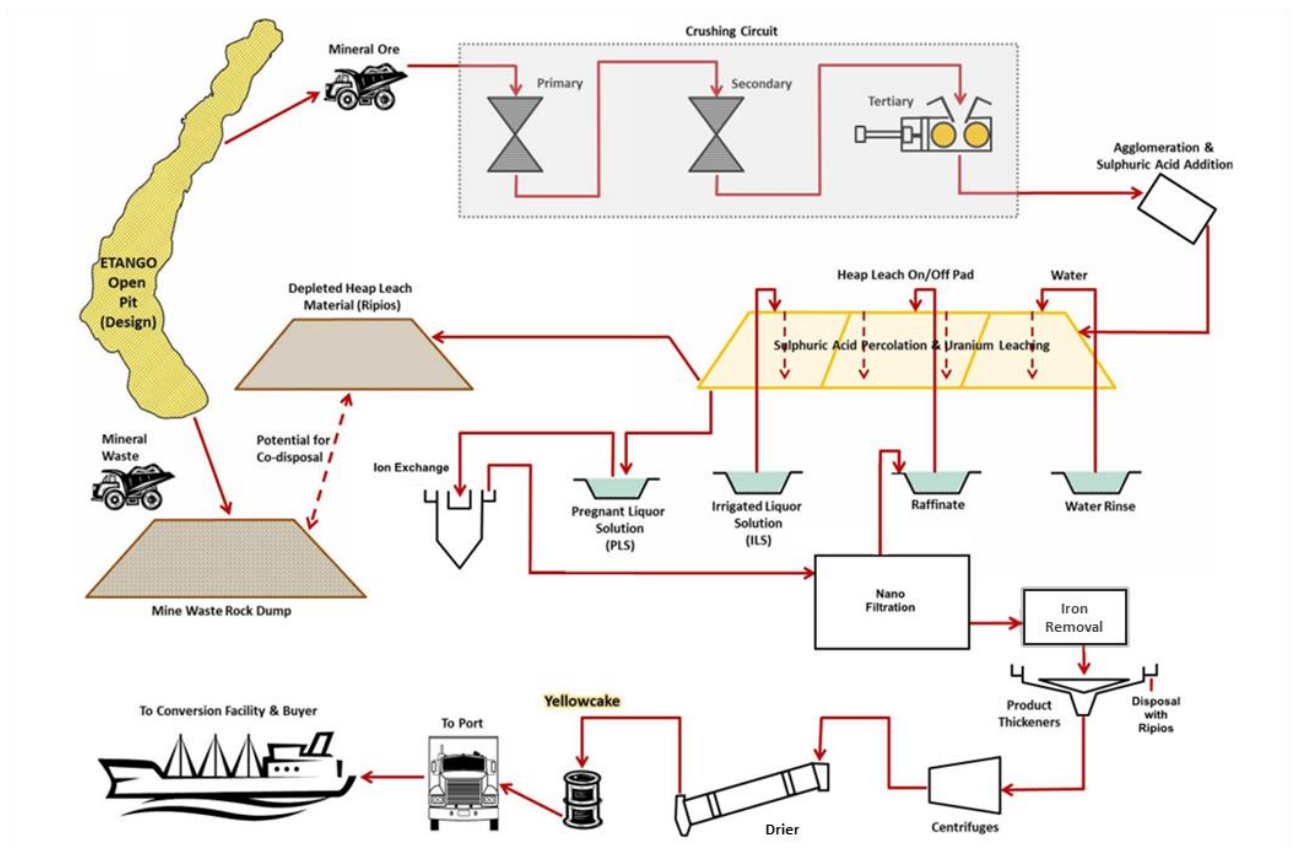 Crushing Circuit
Mineral Ore
Primary
Secondary
Tertiary
Agglomeration &
Sulphuric Acid Addition
ETANGO
Open
Pit
(Design)
Depleted Heap Leach
Material (Ripios)
Heap Leach On/Off Pad
Water
Sulphuric Acid Percolation & Uranium Leaching
Mineral
Waste
Potential for
Co-disposal
Ion Exchange
Pregnant Liquor
Solution
(PLS)
Irrigated Liquor
Solution
(ILS)
Raffinate
Water Rinse
Mine Waste Rock Dump
Nano
Filtration
Iron
Removal
Product
Thickeners
Disposal
with
Ripios
To Conversion Facility & Buyer
To Port
Yellowcake
Drier
Centrifuges